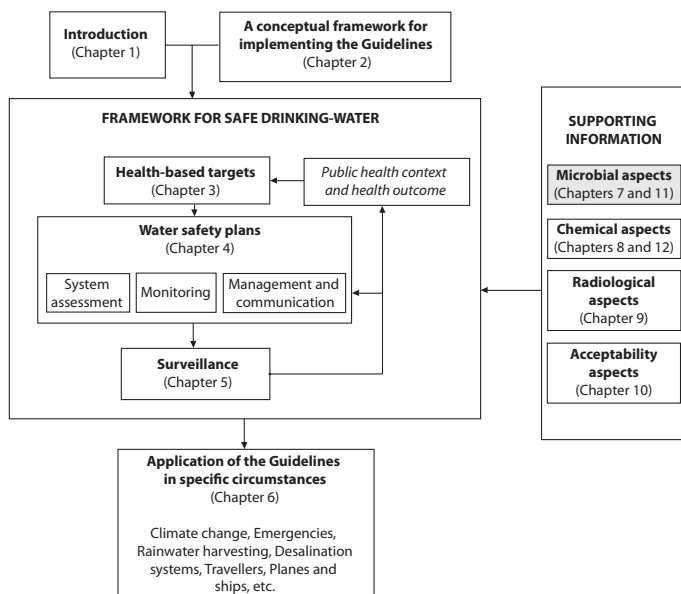 Introduction
(Chapter 1)
A conceptual framework for
implementing the Guidelines
(Chapter 2)
FRAMEWORK FOR SAFE DRINKING-WATER
Health-based targets
(Chapter 3)
Public health context
and health outcome
Water safety plans
(Chapter 4)
System
assessment
Monitoring
Management and
communication
Surveillance
(Chapter 5)
SUPPORTING
INFORMATION
Microbial aspects
(Chapters 7 and 11)
Chemical aspects
(Chapters 8 and 12)
Radiological
aspects
(Chapter 9)
Acceptability
aspects
(Chapter 10)
Application of the Guidelines
in specific circumstances
(Chapter 6)
Climate change, Emergencies,
Rainwater harvesting, Desalination
systems, Travellers, Planes and
ships, etc.